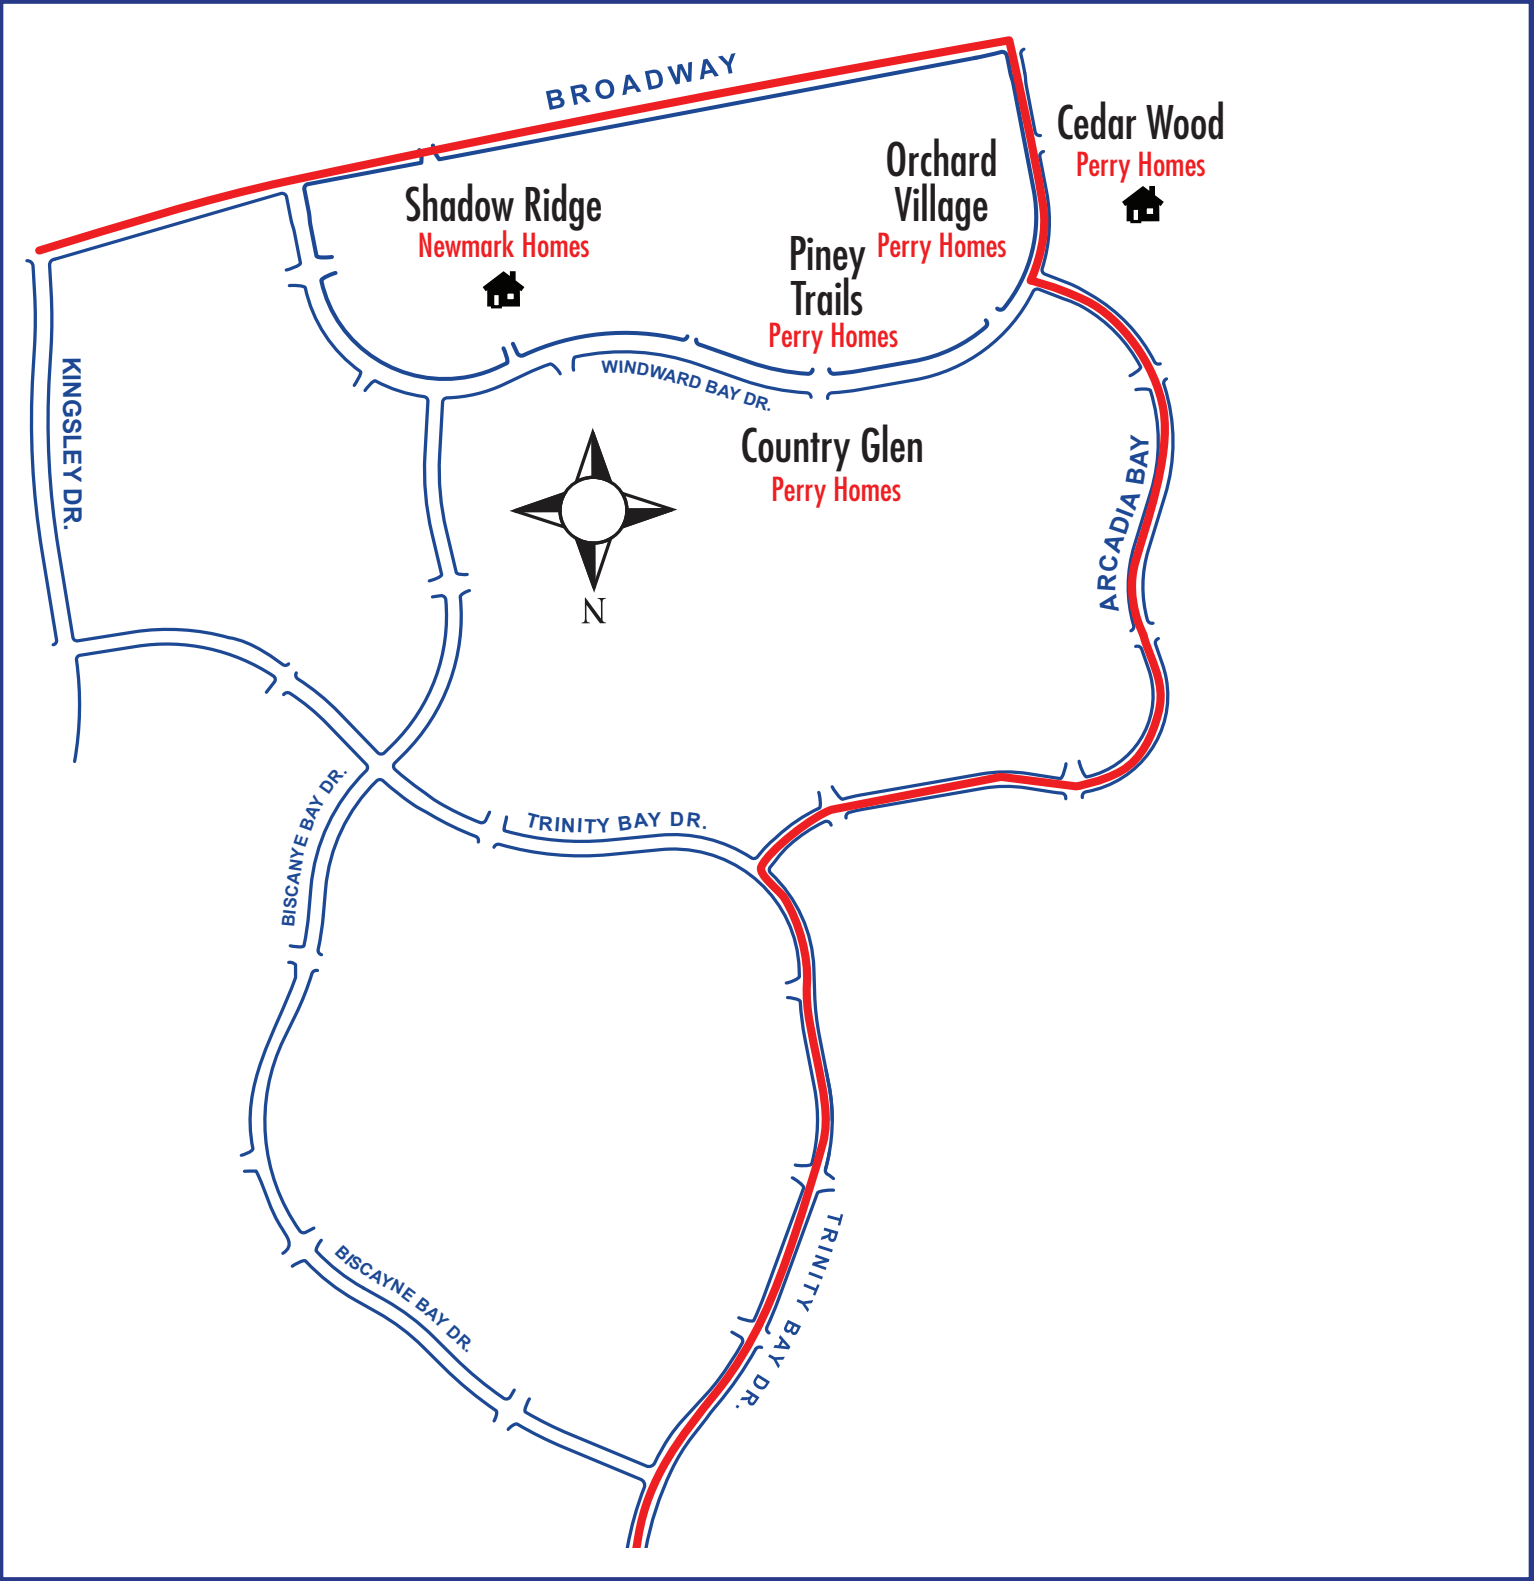 BROADWAY
Cedar Wood
Perry Homes
Orchard
Village
Perry Homes
Shadow Ridge
Newmark Homes
Piney
Trails
Perry Homes
WINDWARD BAY DR.
KINGSLEY DR.
Country Glen
Perry Homes
ARCADIA BAY
N
BISCANYE BAY DR.
TRINITY BAY DR.
TRINITY BAY DR.
BISCAYNE BAY DR.